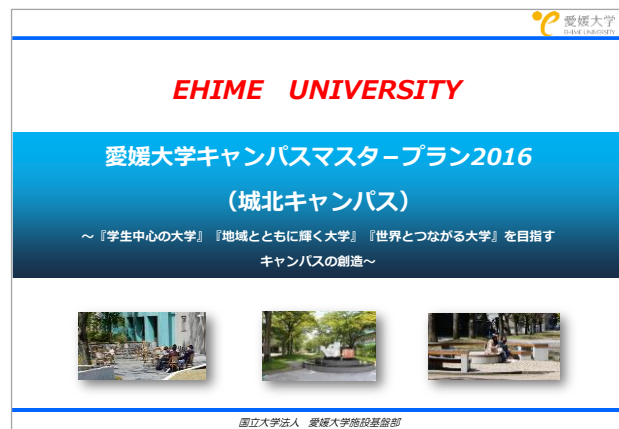 愛媛大学
EHIME UNIVERSITY
EHIME　UNIVERSITY
愛媛大学キャンパスマスタープラン2016
（城北キャンパス）
～『学生中心の大学』『地域とともに輝く大学』『世界とつながる大学』を目指す
キャンパスの創造～
国立大学法人　愛媛大学施設基盤部